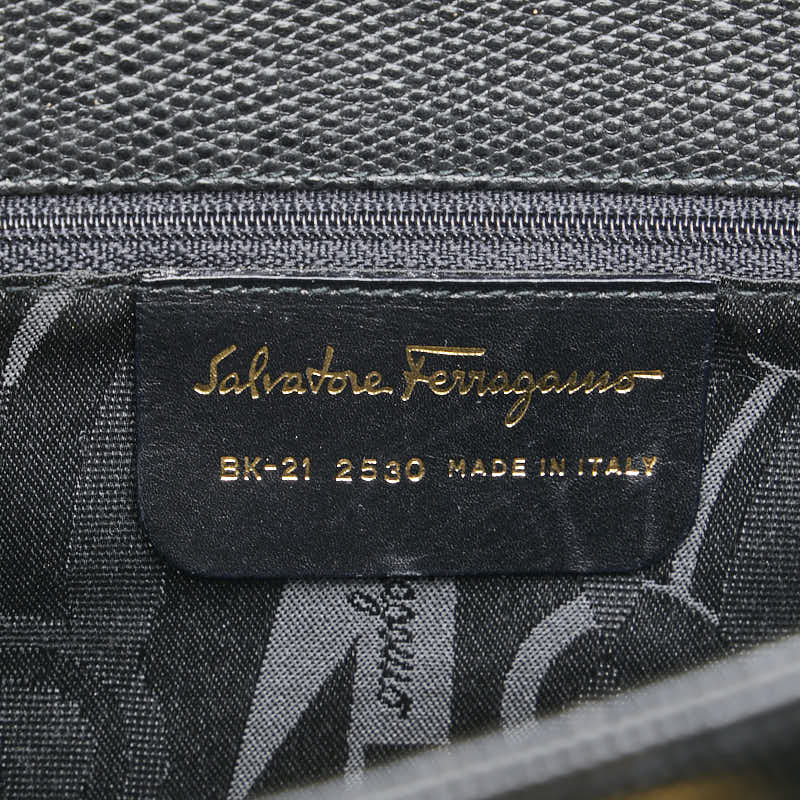 Salvatore Ferragamo
BK-21 2530 MADE IN ITALY